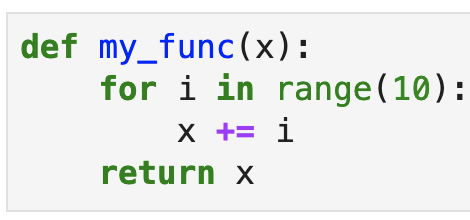 def my_func(x):
    for i in range(10):
        x += i
    return x